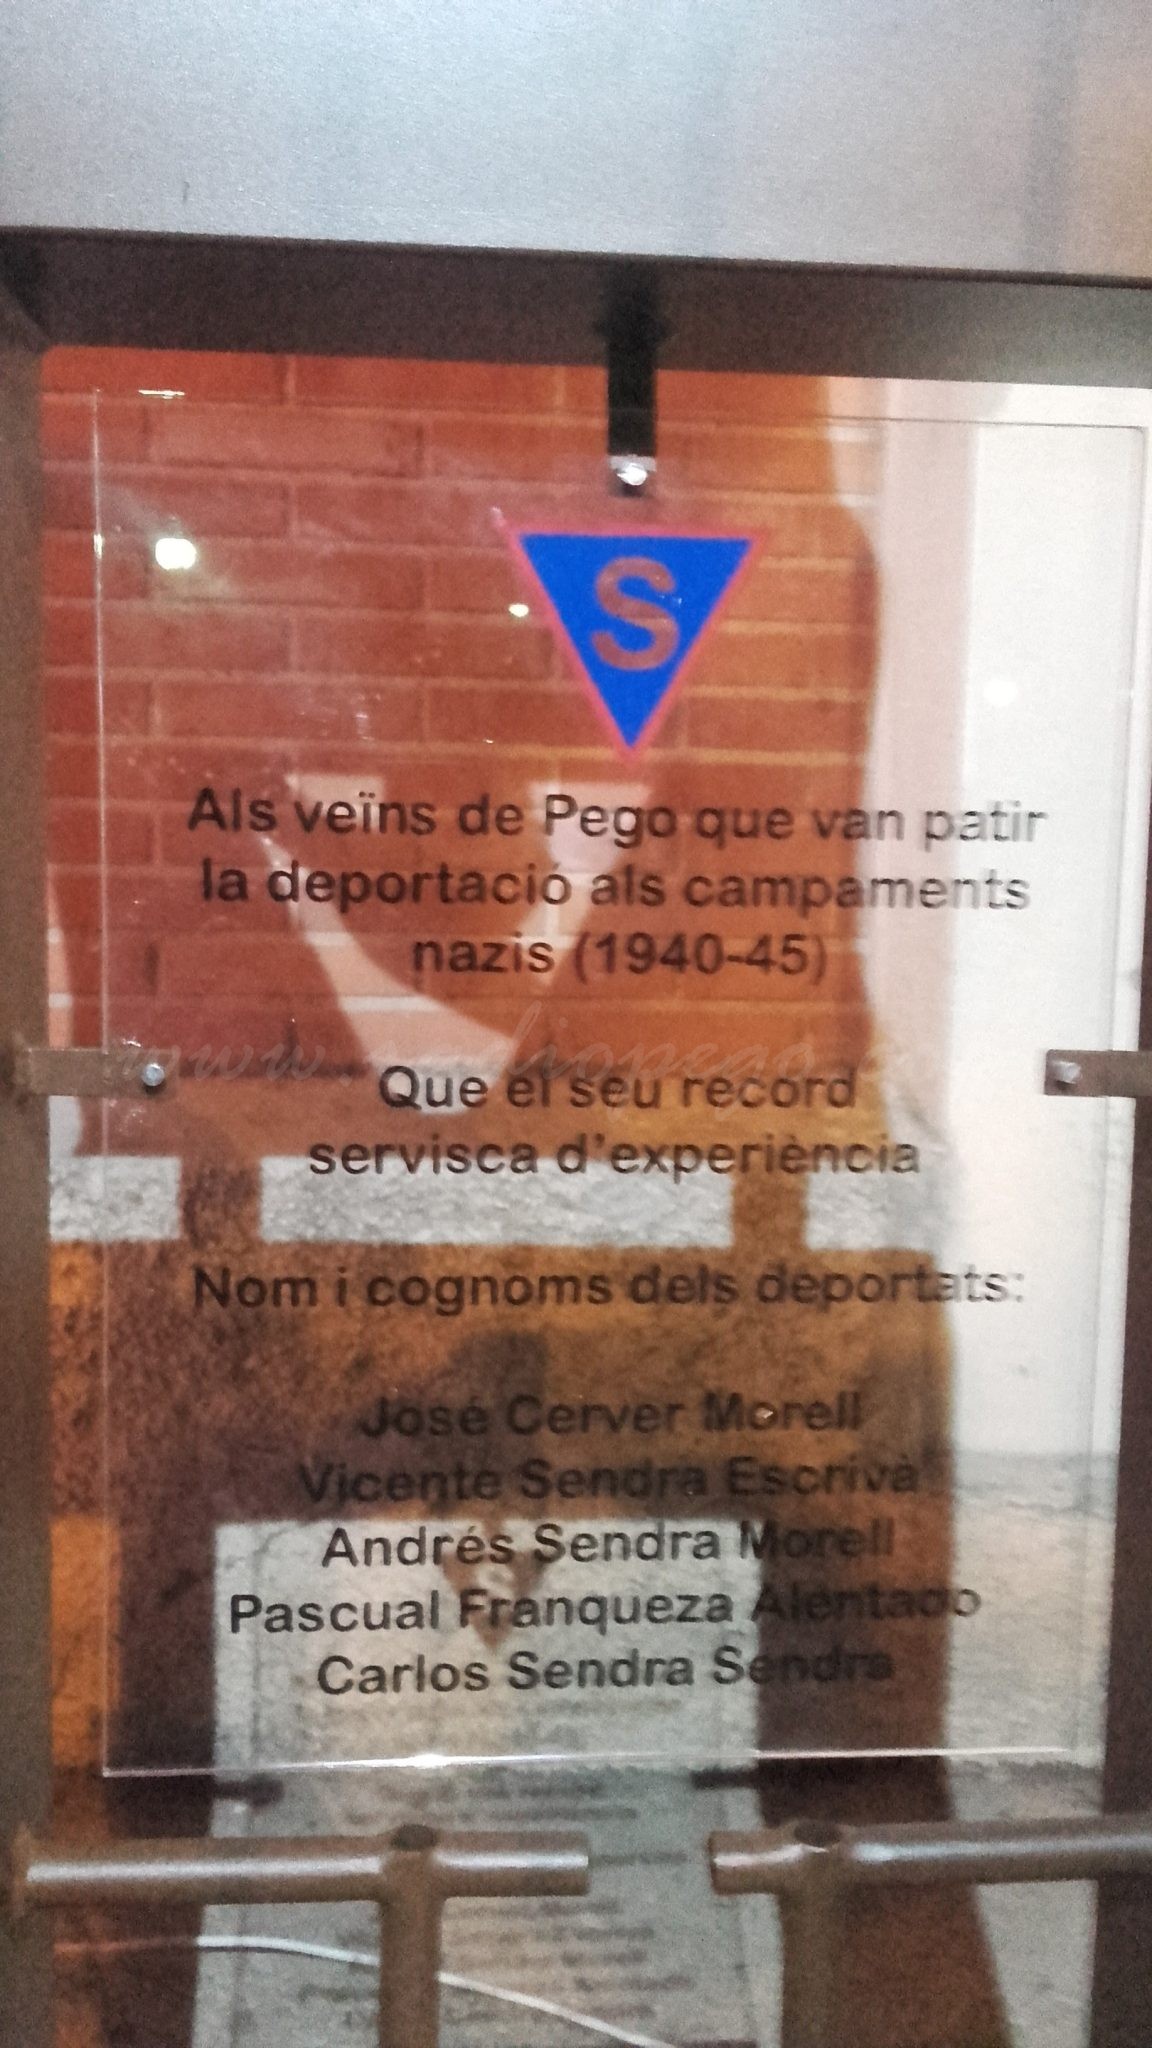 S
Als veïns de Pego que van patir
la deportació als campaments
nazis (1940-45)
Que el seu record
servisca d'experiència
Nom i cognoms dels deportats:
José Cerver Morell
Vicente Sendra Escrivà
Andrés Sendra Morell
Pascual Franqueza Alentado
Carlos Sendra Sendra